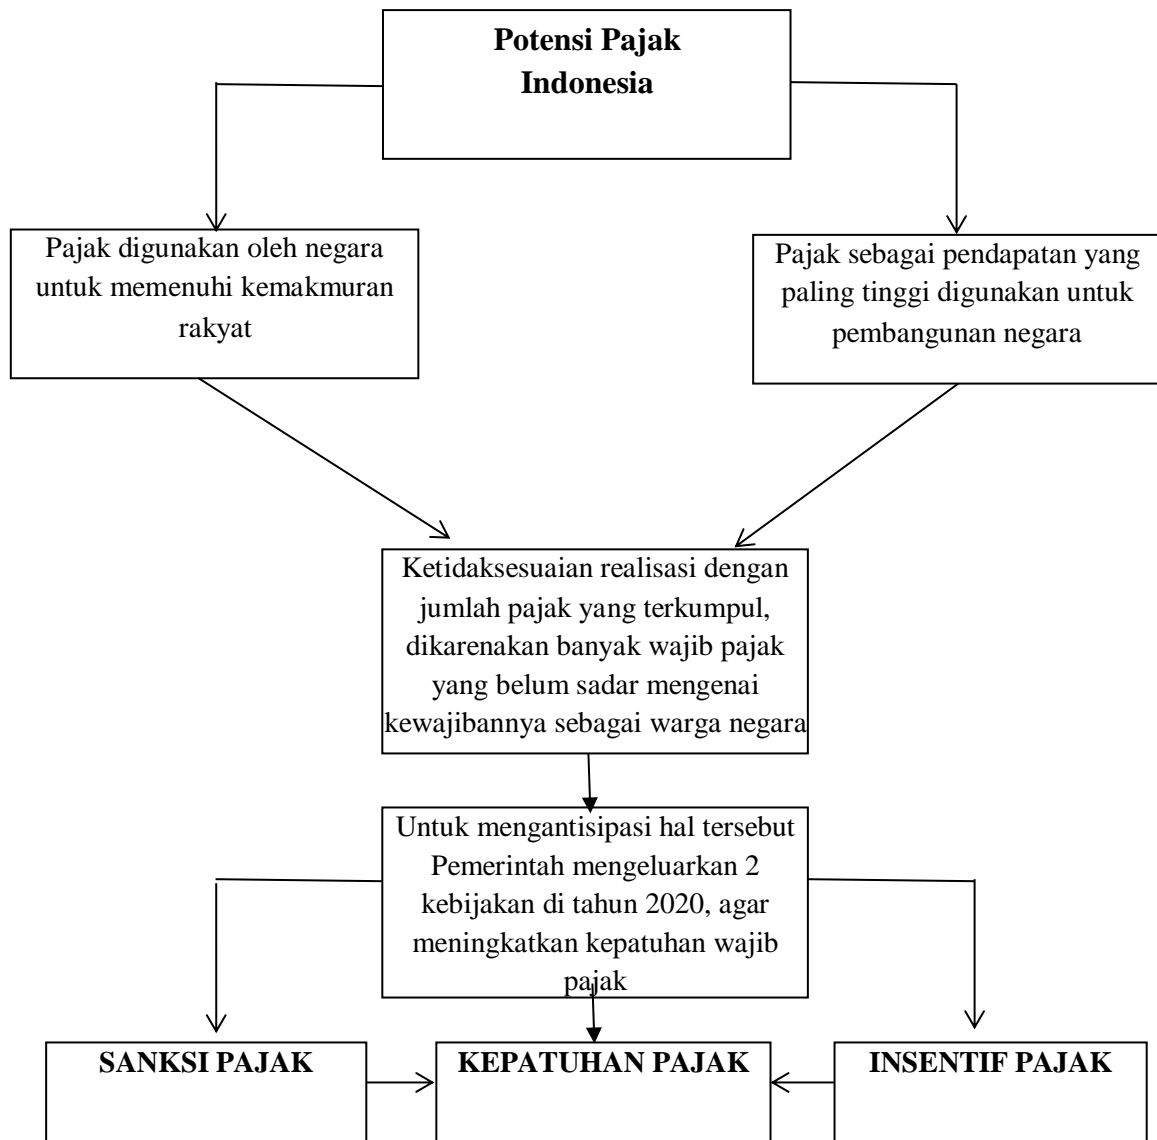 Potensi Pajak
Indonesia
Pajak digunakan oleh negara
untuk memenuhi kemakmuran
rakyat
Pajak sebagai pendapatan yang
paling tinggi digunakan untuk
pembangunan negara
Ketidaksesuaian realisasi dengan
jumlah pajak yang terkumpul,
dikarenakan banyak wajib pajak
yang belum sadar mengenai
kewajibannya sebagai warga negara
Untuk mengantisipasi hal tersebut
Pemerintah mengeluarkan 2
kebijakan di tahun 2020, agar
meningkatkan kepatuhan wajib
pajak
SANKSI PAJAK
KEPATUHAN PAJAK
INSENTIF PAJAK